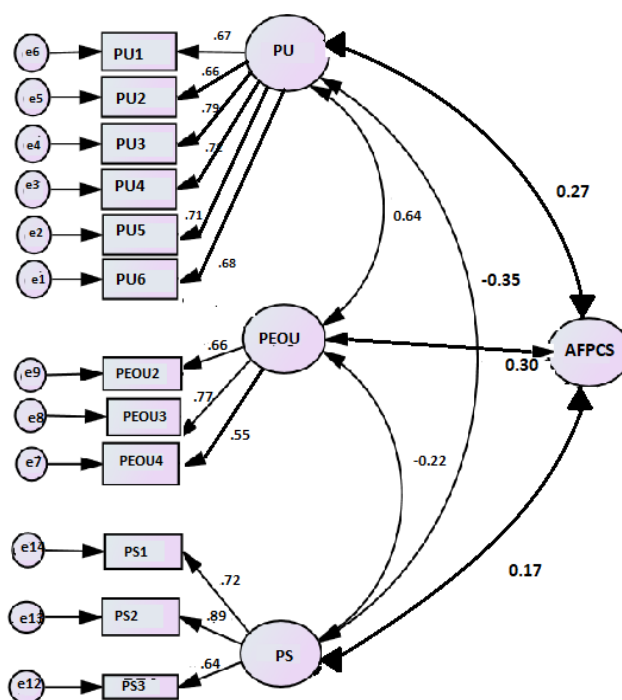 e6 PU1 .67 PU
e5 PU2 .66
e4 PU3 .79
e3 PU4 .72
e2 PU5 .71
e1 PU6 .68
0.27
0.64
-0.35
PEOU
AFPCS
0.30
e9 PEOU2 .66
e8 PEOU3 .77
e7 PEOU4 .55
-0.22
0.17
e14 PS1 .72
e13 PS2 .89
e12 PS3 .64 PS